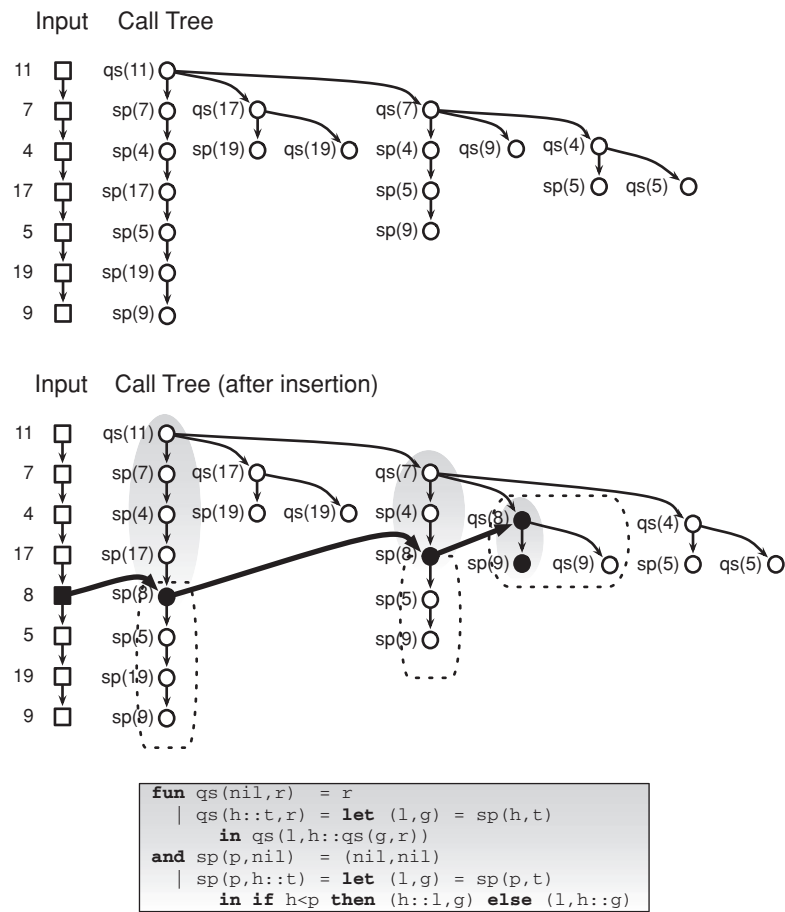 Input Call Tree
11 qs(11)
7 sp(7) qs(17) qs(7)
4 sp(4) sp(19) qs(19) sp(4) qs(9) qs(4)
17 sp(17) sp(5) sp(5) qs(5)
5 sp(5) sp(9)
19 sp(19)
9 sp(9)
Input Call Tree (after insertion)
11 qs(11)
7 sp(7) qs(17) qs(7)
4 sp(4) sp(19) qs(19) sp(4) qs(8) qs(4)
17 sp(17) sp(8) sp(9) qs(9) sp(5) qs(5)
8 sp(8) sp(5)
5 sp(5) sp(9)
19 sp(19)
9 sp(9)
fun qs(nil,r) = r
| qs(h::t,r) = let (l,g) = sp(h,t)
in qs(l,h::qs(g,r))
and sp(p,nil) = (nil,nil)
| sp(p,h::t) = let (l,g) = sp(p,t)
in if h<p then (h::l,g) else (l,h::g)